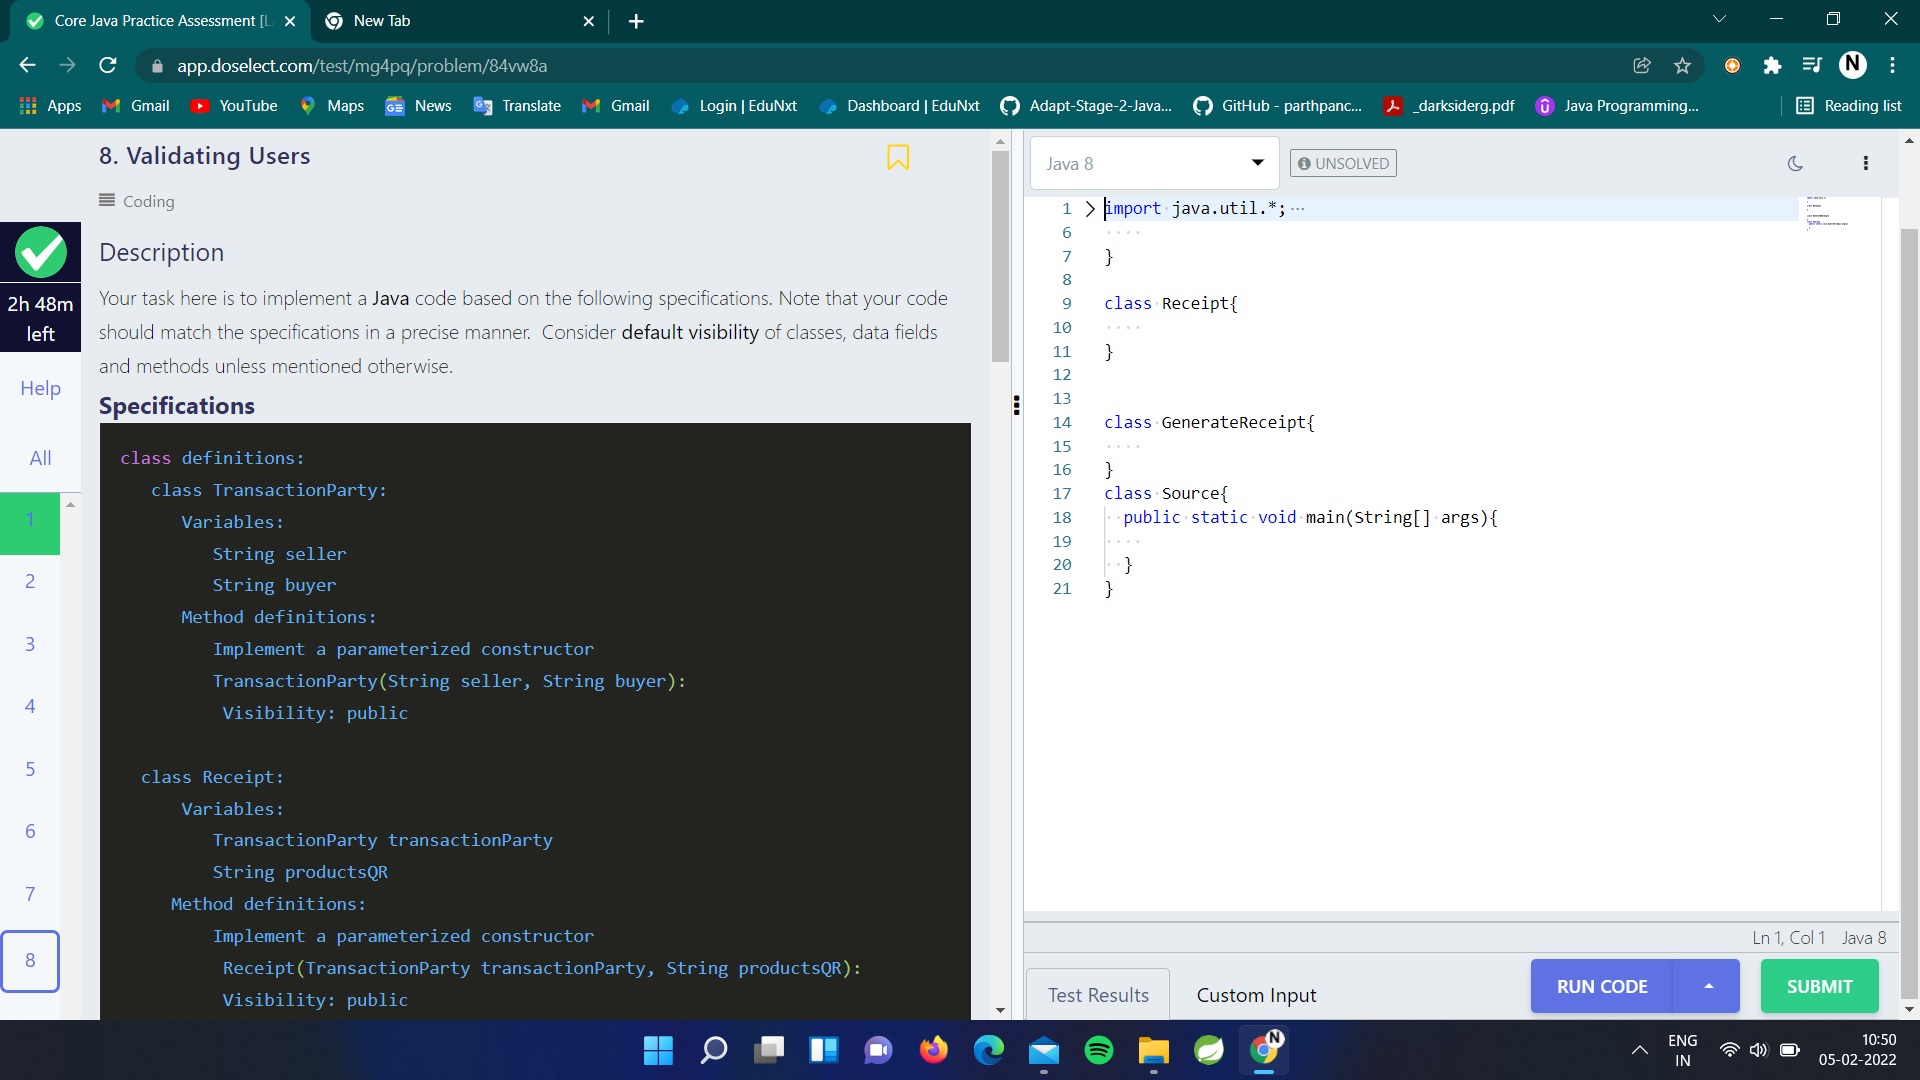 Core Java Practice Assessment [L
New Tab
app.doselect.com/test/mg4pq/problem/84vw8a
N
Apps
Gmail
YouTube
Maps
News
Translate
Gmail
Login | EduNxt
Dashboard | EduNxt
Adapt-Stage-2-Java...
GitHub - parthpanc...
_darksiderg.pdf
Java Programming...
Reading list
8. Validating Users
Coding
2h 48m
left
Help
All
1
2
3
4
5
6
7
8
Description
Your task here is to implement a Java code based on the following specifications. Note that your code
should match the specifications in a precise manner. Consider default visibility of classes, data fields
and methods unless mentioned otherwise.
Specifications
class definitions:
class TransactionParty:
Variables:
String seller
String buyer
Method definitions:
Implement a parameterized constructor
TransactionParty(String seller, String buyer):
Visibility: public
class Receipt:
Variables:
TransactionParty transactionParty
String productsQR
Method definitions:
Implement a parameterized constructor
Receipt(TransactionParty transactionParty, String productsQR):
Visibility: public
Java 8
UNSOLVED
1 import java.util.*; ...
6
7 }
8
9 class Receipt{
10
11 }
12
13
14 class GenerateReceipt{
15
16 }
17 class Source{
18 public static void main(String[] args){
19
20 }
21 }
Ln 1, Col 1 Java 8
Test Results
Custom Input
RUN CODE
SUBMIT
N
ENG
IN
10:50
05-02-2022